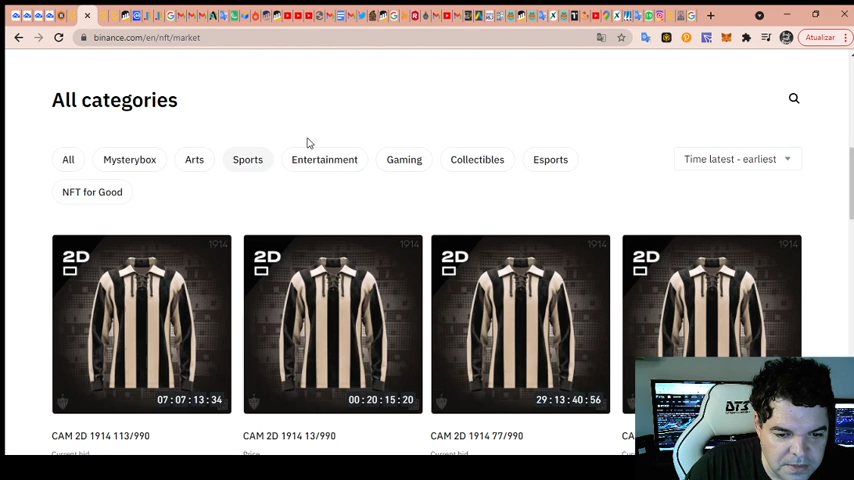 binance.com/en/nft/market
Atualizar
All categories
All
Mysterybox
Arts
Sports
Entertainment
Gaming
Collectibles
Esports
Time latest - earliest
NFT for Good
2D
1914
07 : 07 : 13 : 34
2D
1914
00 : 20 : 15 : 20
2D
1914
29 : 13 : 40 : 56
2D
1914
CAM 2D 1914 113/990
CAM 2D 1914 13/990
CAM 2D 1914 77/990
CA
Current bid
Price
Current bid